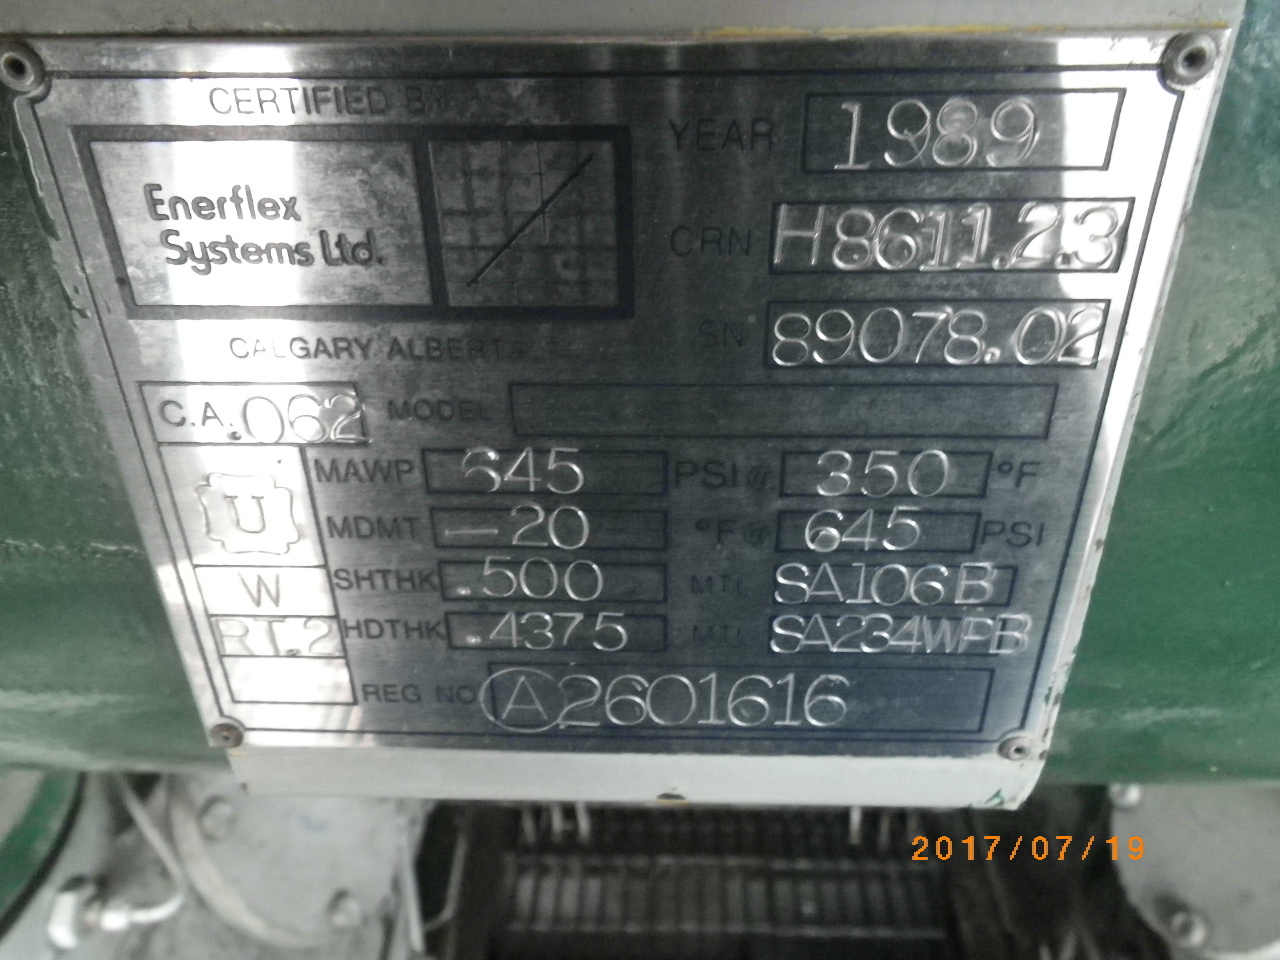 CERTIFIED BY
Enerflex
Systems Ltd.
CALGARY ALBERTA
YEAR 1989
CRN H8611.2.3
SN 89078.02
C.A. .062 MODEL
U
W
RT.2
MAWP 645 PSI @ 350 °F
MDMT -20 °F @ 645 PSI
SHTHK .500 MTL SA106B
HDTHK .4375 MTL SA234WPB
REG NO A2601616
2017/07/19